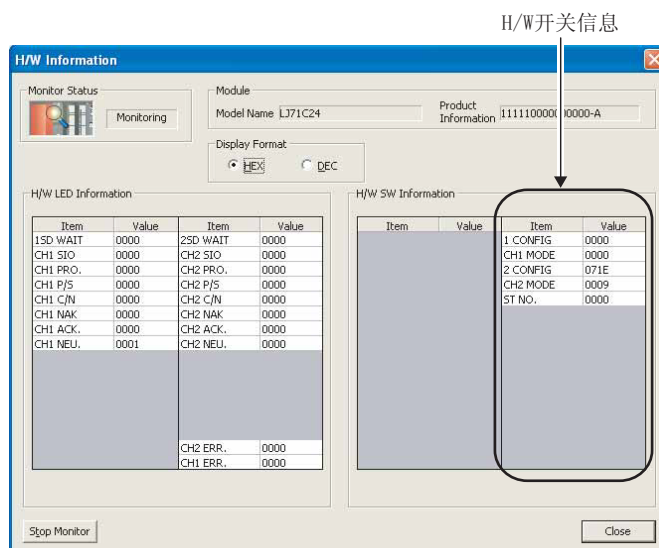 H/W开关信息
H/W Information
Monitor Status
Monitoring
Module
Model Name LJ71C24
Product Information 111110000000000-A
Display Format
HEX DEC
H/W LED Information
Item Value Item Value
1SD WAIT 0000 2SD WAIT 0000
CH1 SIO 0000 CH2 SIO 0000
CH1 PRO. 0000 CH2 PRO. 0000
CH1 P/S 0000 CH2 P/S 0000
CH1 C/N 0000 CH2 C/N 0000
CH1 NAK 0000 CH2 NAK 0000
CH1 ACK. 0000 CH2 ACK. 0000
CH1 NEU. 0001 CH2 NEU. 0000
CH2 ERR. 0000
CH1 ERR. 0000
H/W SW Information
Item Value Item Value
1 CONFIG 0000
CH1 MODE 0000
2 CONFIG 071E
CH2 MODE 0009
ST NO. 0000
Stop Monitor
Close